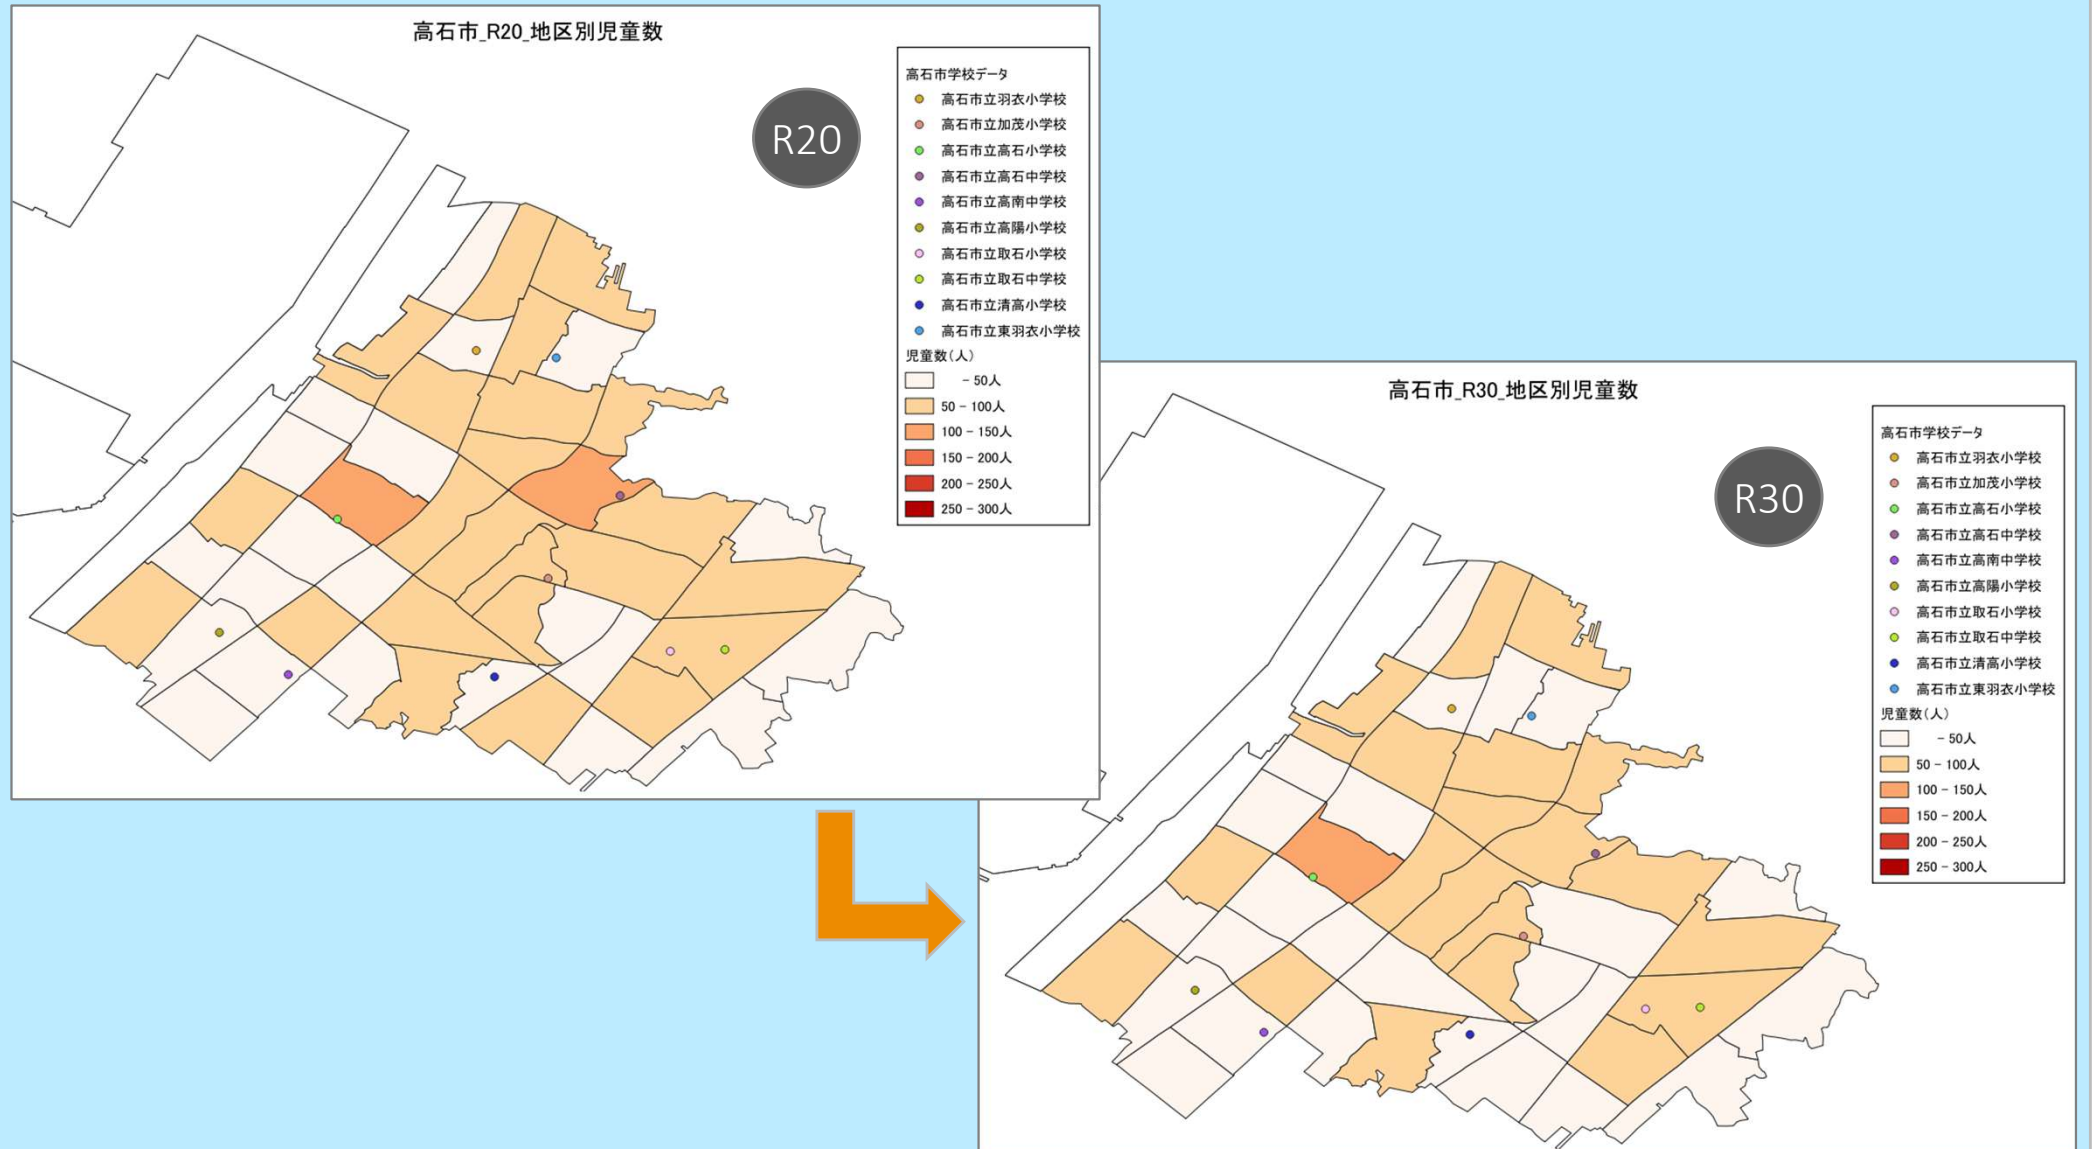 高石市_R20_地区別児童数
R20
高石市学校データ
高石市立羽衣小学校
高石市立加茂小学校
高石市立高石小学校
高石市立高石中学校
高石市立高南中学校
高石市立高陽小学校
高石市立取石小学校
高石市立取石中学校
高石市立清高小学校
高石市立東羽衣小学校
児童数(人)
- 50人
50 - 100人
100 - 150人
150 - 200人
200 - 250人
250 - 300人
高石市_R30_地区別児童数
R30
高石市学校データ
高石市立羽衣小学校
高石市立加茂小学校
高石市立高石小学校
高石市立高石中学校
高石市立高南中学校
高石市立高陽小学校
高石市立取石小学校
高石市立取石中学校
高石市立清高小学校
高石市立東羽衣小学校
児童数(人)
- 50人
50 - 100人
100 - 150人
150 - 200人
200 - 250人
250 - 300人